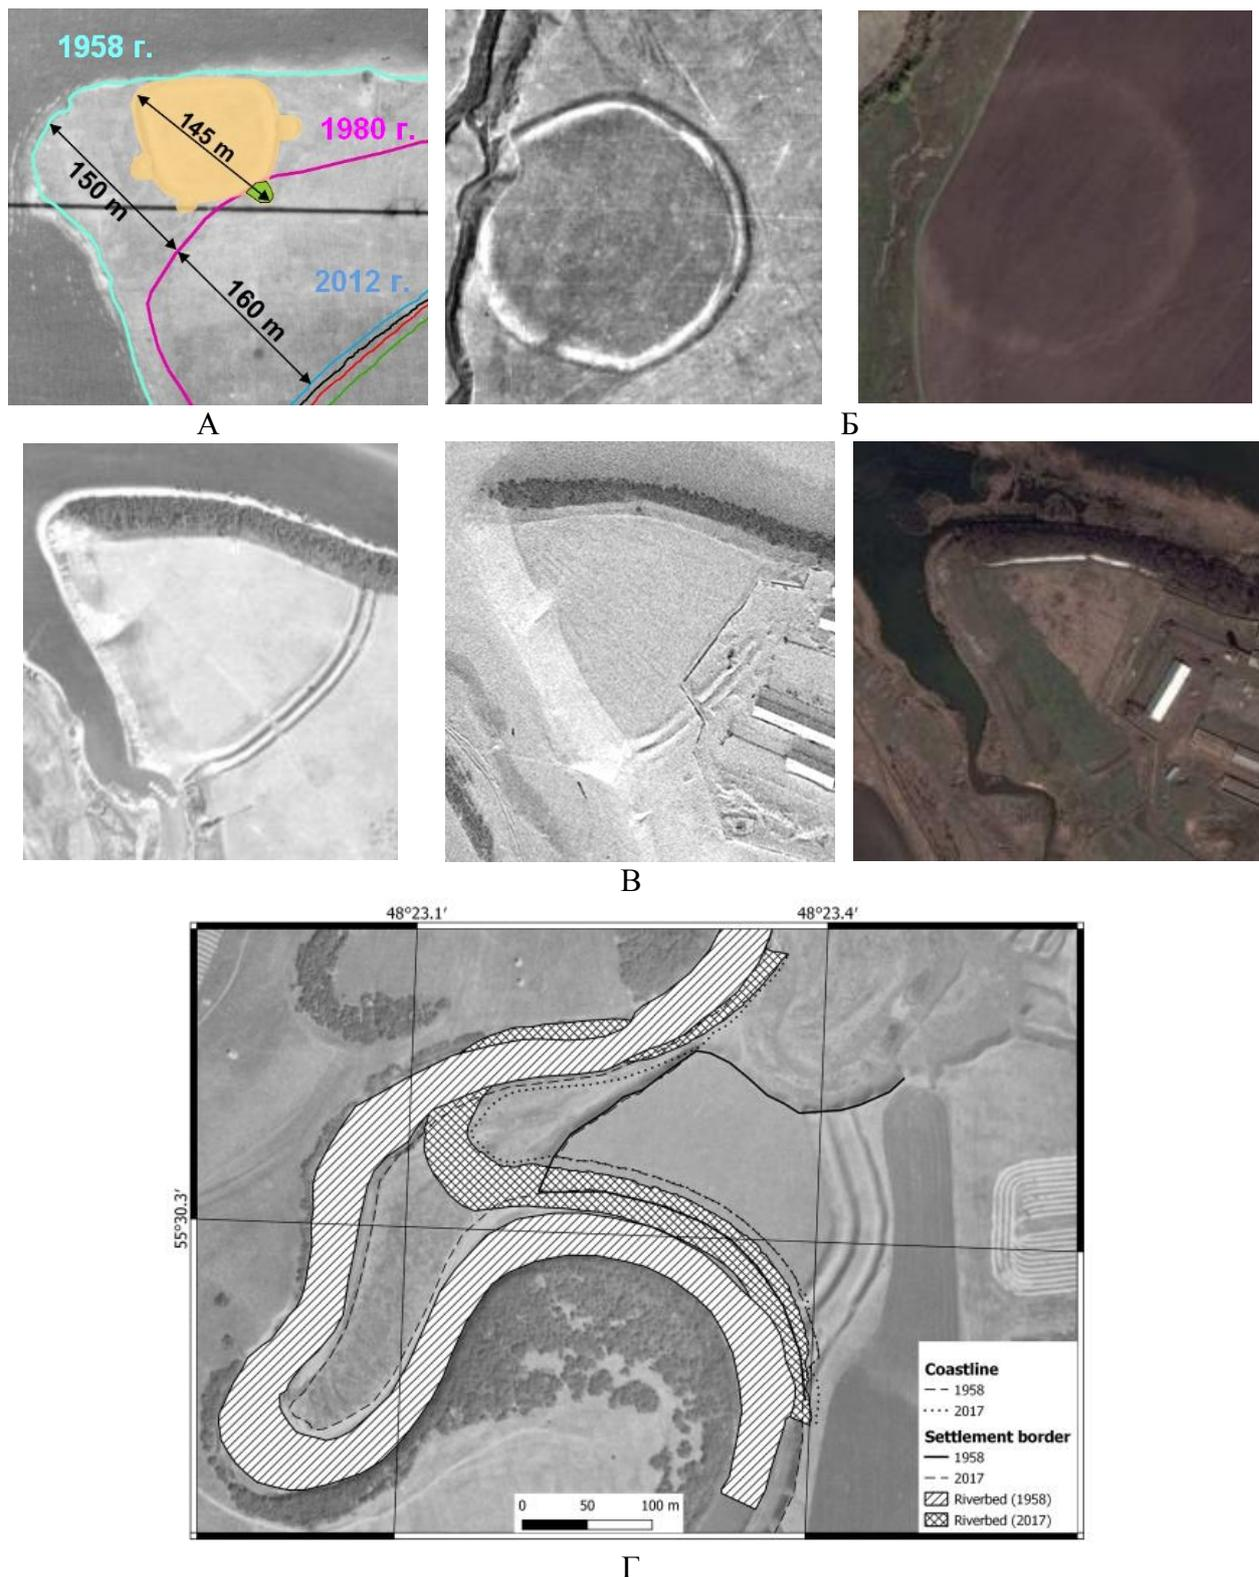 1958 г.
145 m
1980 г.
150 m
2012 г.
160 m
А
Б
В
48°23.1′
48°23.4′
55°30.3′
Coastline
1958
2017
Settlement border
1958
2017
Riverbed (1958)
Riverbed (2017)
0 50 100 m
Г